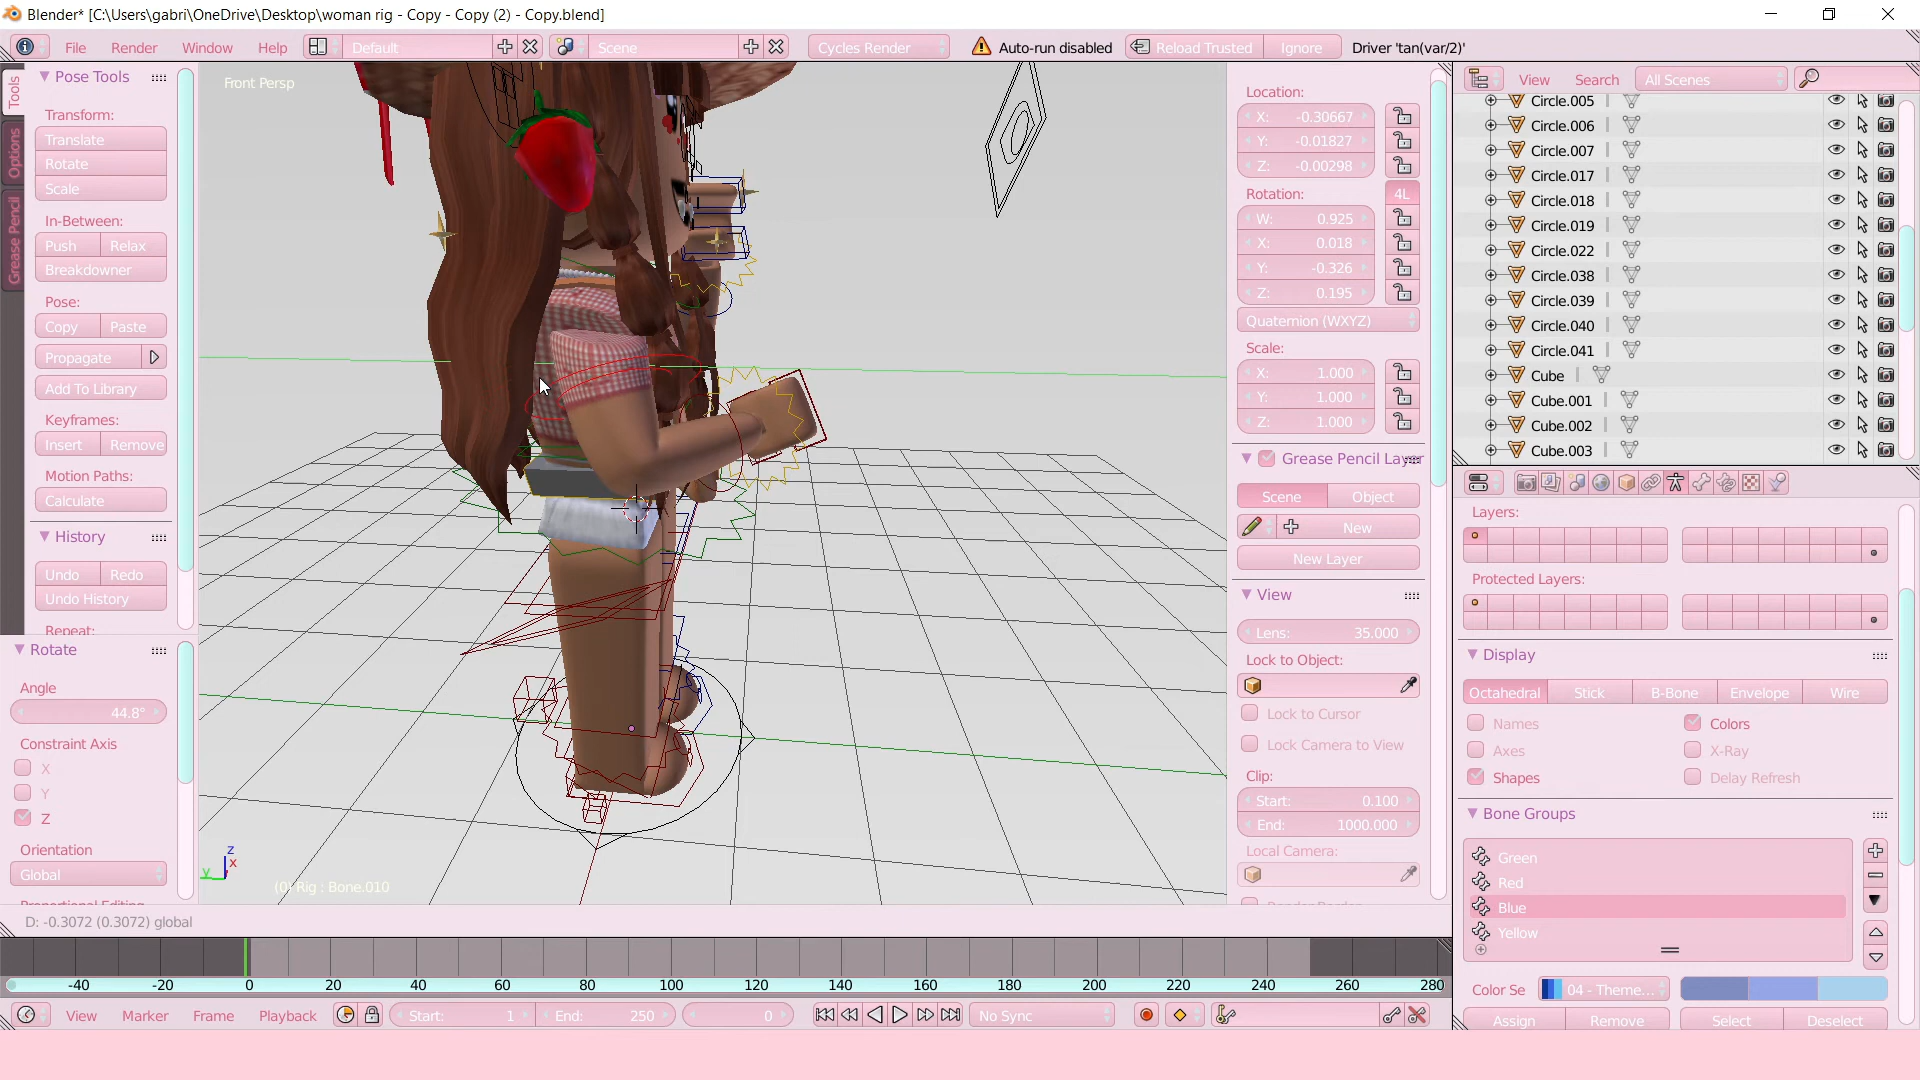 Blender* [C:\Users\gabri\OneDrive\Desktop\woman rig - Copy - Copy (2) - Copy.blend]
File Render Window Help Default Scene Cycles Render Auto-run disabled Reload Trusted Ignore Driver 'tan(var/2)'
Tools
Options
Grease Pencil
Pose Tools
Transform:
Translate
Rotate
Scale
In-Between:
Push Relax
Breakdowner
Pose:
Copy Paste
Propagate
Add To Library
Keyframes:
Insert Remove
Motion Paths:
Calculate
History
Undo Redo
Undo History
Repeat:
Rotate
Angle
44.8°
Constraint Axis
X
Y
Z
Orientation
Global
Proportional Editing
Front Persp
z
x
y
(0) Rig : Bone.010
D: -0.3072 (0.3072) global
Location:
X: -0.30667
Y: -0.01827
Z: -0.00298
Rotation: 4L
W: 0.925
X: 0.018
Y: -0.326
Z: 0.195
Quaternion (WXYZ)
Scale:
X: 1.000
Y: 1.000
Z: 1.000
Grease Pencil Layer
Scene Object
New
New Layer
View
Lens: 35.000
Lock to Object:
Lock to Cursor
Lock Camera to View
Clip:
Start: 0.100
End: 1000.000
Local Camera:
Render Border
View Search All Scenes
Circle.005
Circle.006
Circle.007
Circle.017
Circle.018
Circle.019
Circle.022
Circle.038
Circle.039
Circle.040
Circle.041
Cube
Cube.001
Cube.002
Cube.003
Layers:
Protected Layers:
Display
Octahedral Stick B-Bone Envelope Wire
Names Colors
Axes X-Ray
Shapes Delay Refresh
Bone Groups
Green
Red
Blue
Yellow
Color Se 04 - Theme...
Assign Remove Select Deselect
-40 -20 0 20 40 60 80 100 120 140 160 180 200 220 240 260 280
View Marker Frame Playback Start: 1 End: 250 0 No Sync